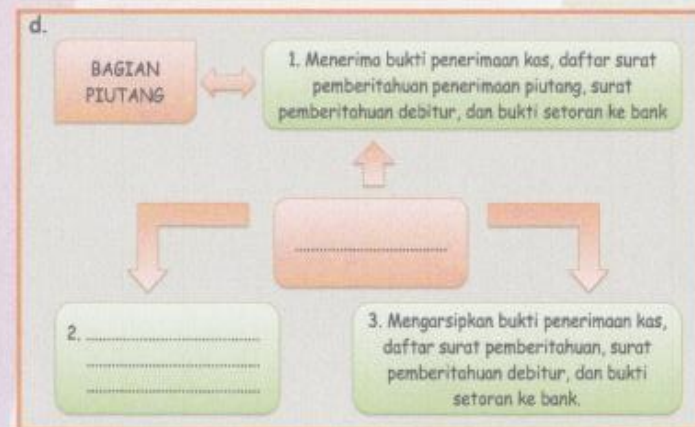 d.
BAGIAN
PIUTANG
1. Menerima bukti penerimaan kas, daftar surat
pemberitahuan penerimaan piutang, surat
pemberitahuan debitur, dan bukti setoran ke bank
..........................................
2. ..........................................
..........................................
..........................................
3. Mengarsipkan bukti penerimaan kas,
daftar surat pemberitahuan, surat
pemberitahuan debitur, dan bukti
setoran ke bank.